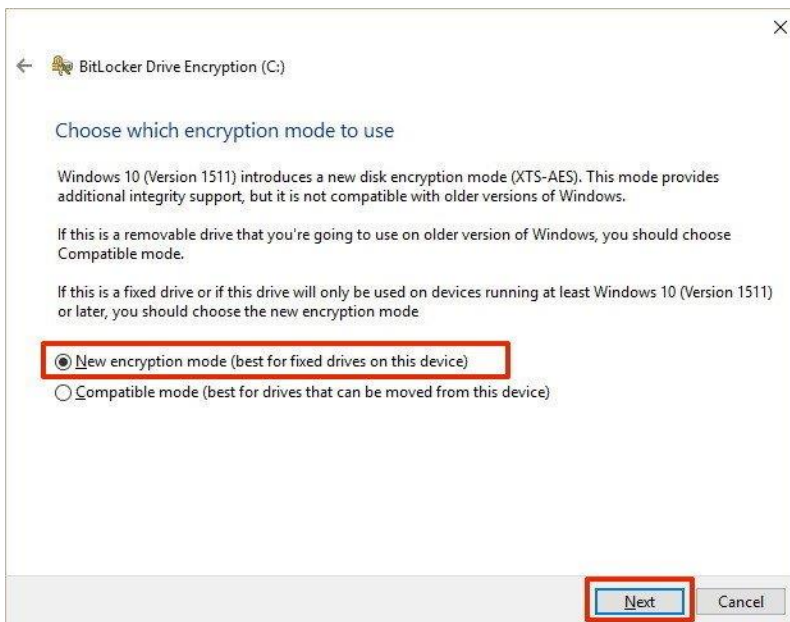 BitLocker Drive Encryption (C:)
Choose which encryption mode to use
Windows 10 (Version 1511) introduces a new disk encryption mode (XTS-AES). This mode provides
additional integrity support, but it is not compatible with older versions of Windows.
If this is a removable drive that you're going to use on older version of Windows, you should choose
Compatible mode.
If this is a fixed drive or if this drive will only be used on devices running at least Windows 10 (Version 1511)
or later, you should choose the new encryption mode
New encryption mode (best for fixed drives on this device)
Compatible mode (best for drives that can be moved from this device)
Next Cancel